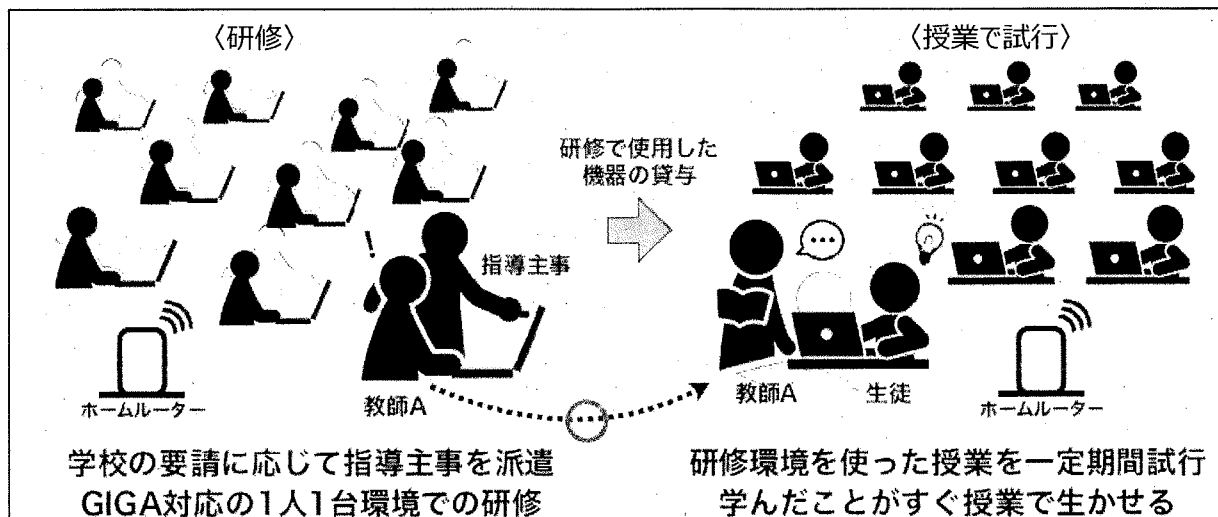 〈研修〉
指導主事
ホームルーター
教師A
学校の要請に応じて指導主事を派遣
GIGA対応の1人1台環境での研修
研修で使用した
機器の貸与
〈授業で試行〉
教師A
生徒
ホームルーター
研修環境を使った授業を一定期間試行
学んだことがすぐ授業で生かせる